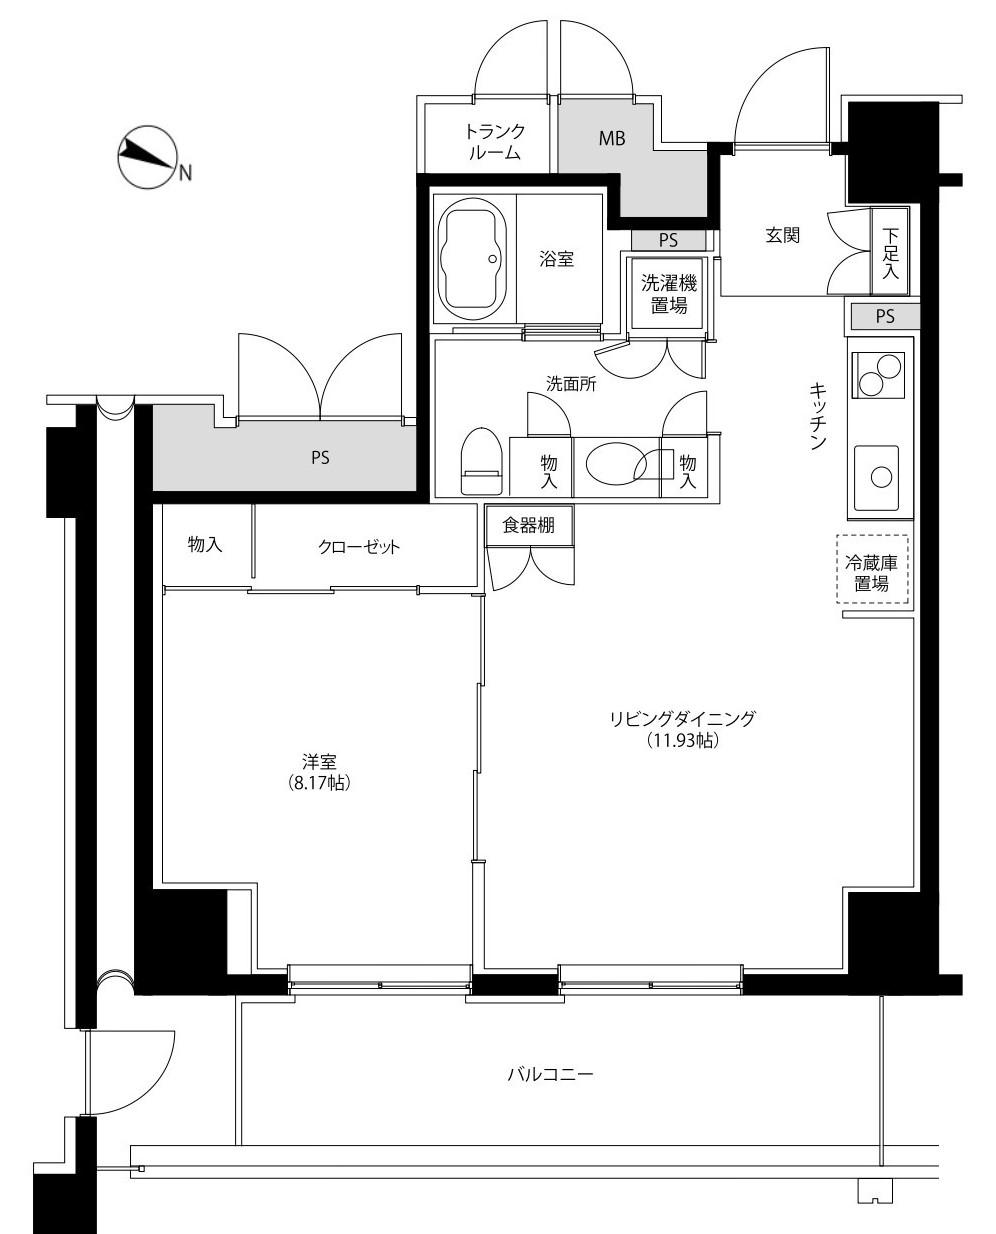 トランク
ルーム
MB
N
PS
玄関
下足入
浴室
洗濯機
置場
PS
洗面所
キッチン
PS
物入
物入
物入
クローゼット
食器棚
冷蔵庫
置場
リビングダイニング
(11.93帖)
洋室
(8.17帖)
バルコニー